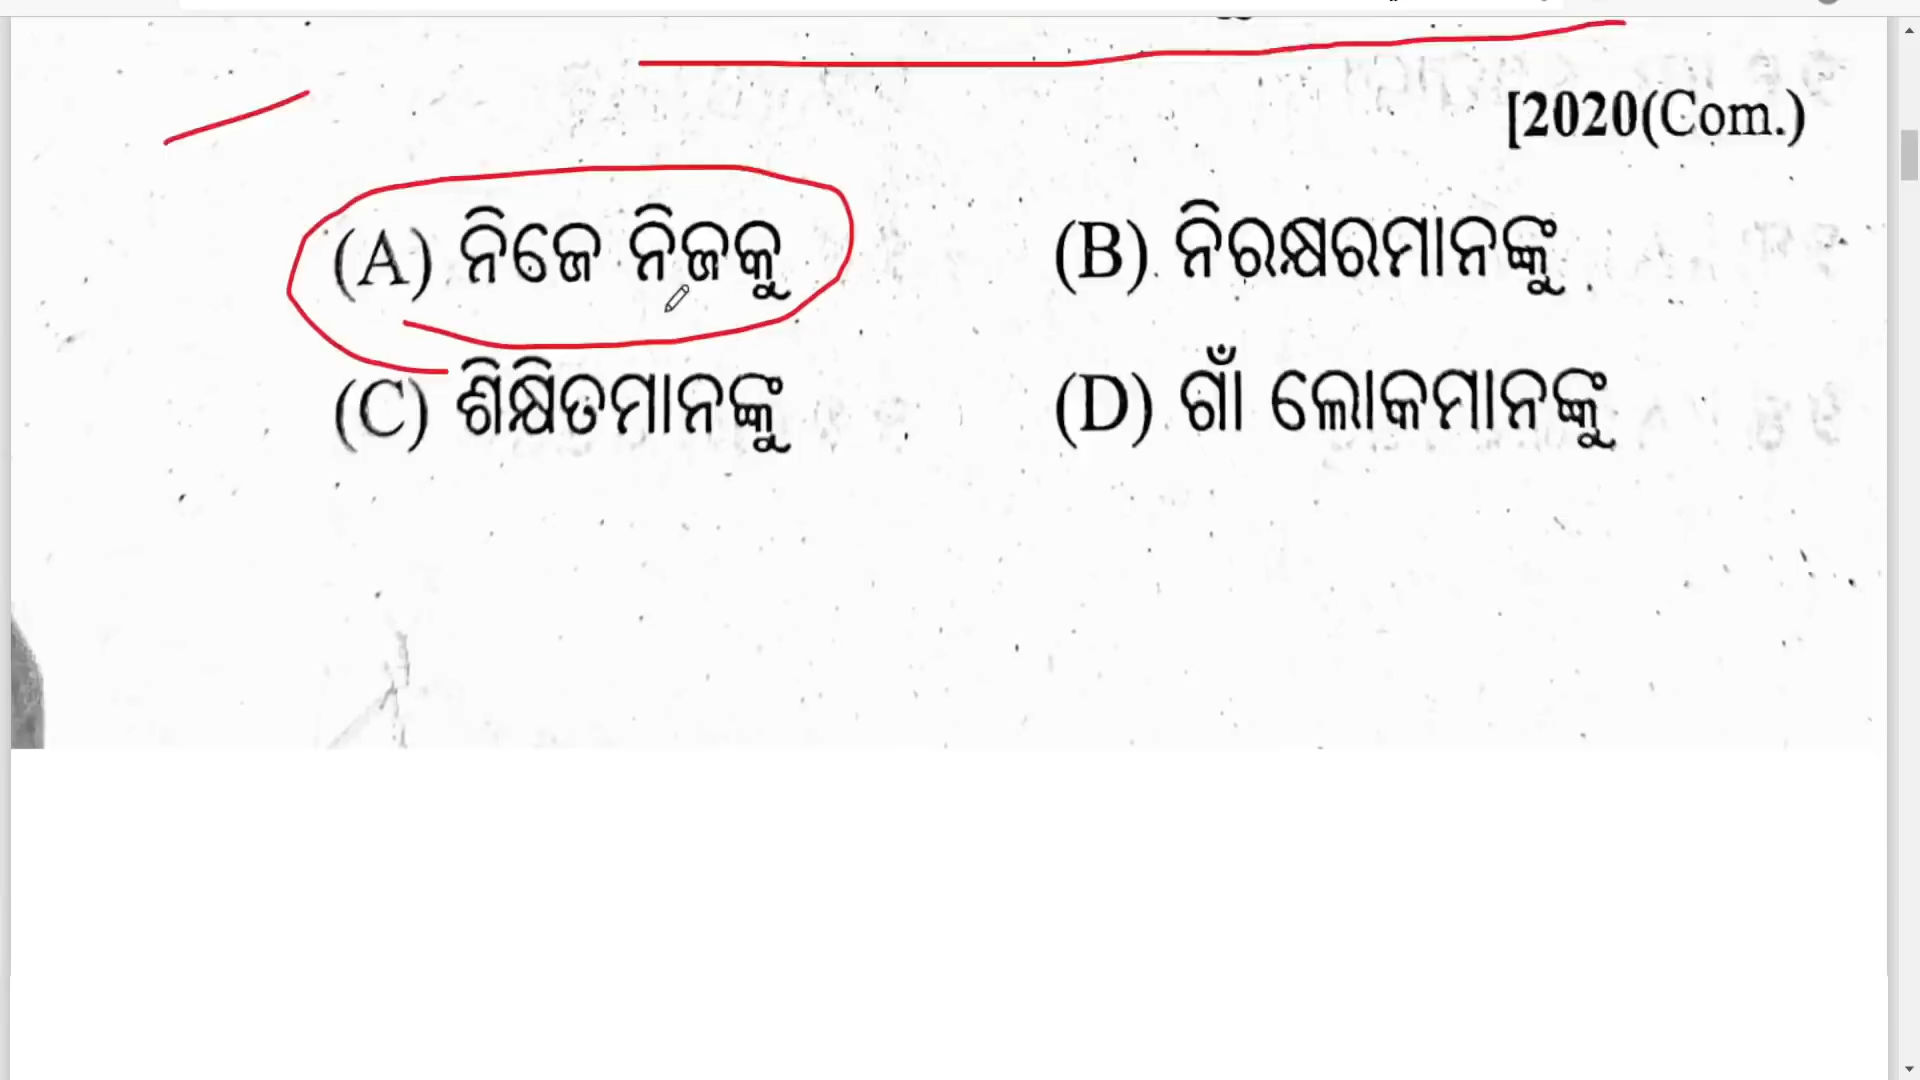 [2020(Com.)
(A) ନିଜେ ନିଜକୁ (B) ନିରକ୍ଷରମାନଙ୍କୁ
(C) ଶିକ୍ଷିତମାନଙ୍କୁ (D) ଗାଁ ଲୋକମାନଙ୍କୁ